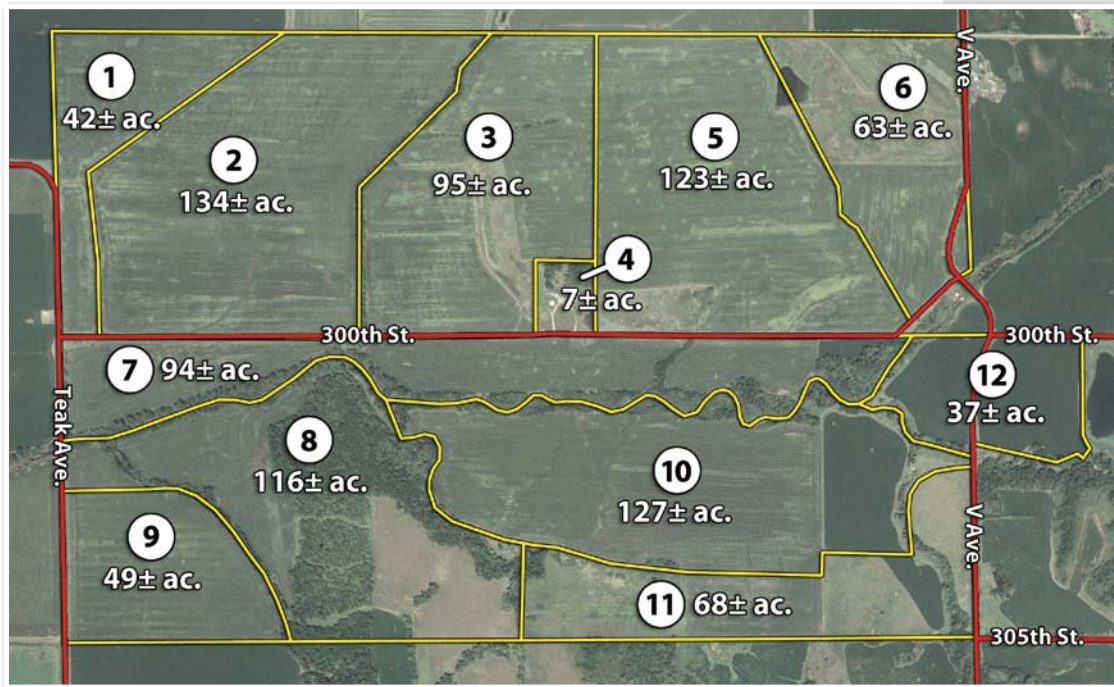 V Ave.
1
42± ac.
2
134± ac.
3
95± ac.
4
7± ac.
5
123± ac.
6
63± ac.
300th St.
300th St.
7 94± ac.
Teak Ave.
8
116± ac.
9
49± ac.
10
127± ac.
11 68± ac.
12
37± ac.
V Ave.
305th St.